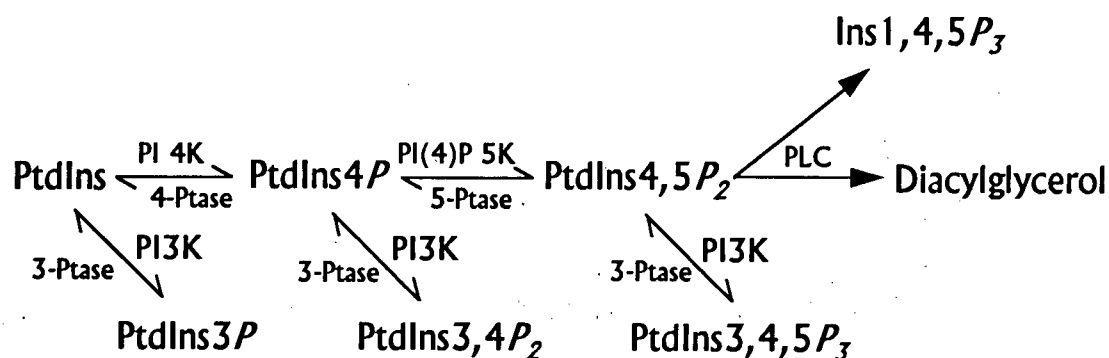 Ins1,4,5P₃
PI 4K PI(4)P 5K PLC
PtdIns PtdIns4P PtdIns4,5P₂ Diacylglycerol
4-Ptase 5-Ptase
PI3K PI3K PI3K
3-Ptase 3-Ptase 3-Ptase
PtdIns3P PtdIns3,4P₂ PtdIns3,4,5P₃